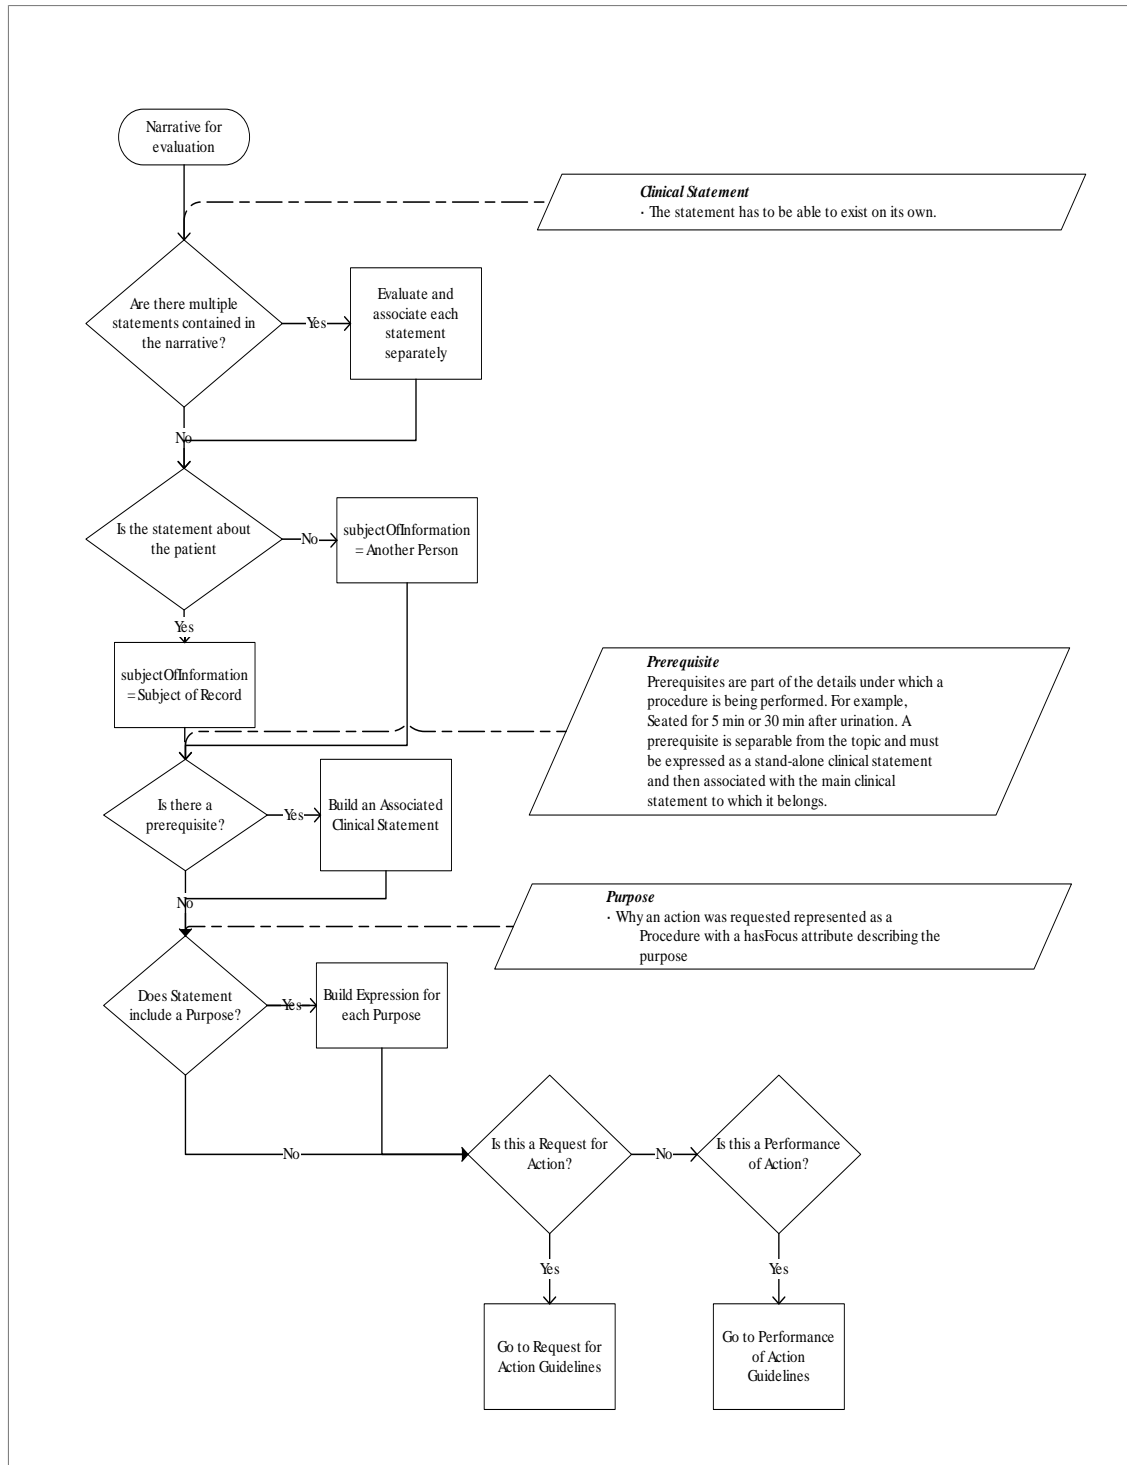 Narrative for
evaluation
Clinical Statement
· The statement has to be able to exist on its own.
Are there multiple
statements contained in
the narrative?
Yes
Evaluate and
associate each
statement
separately
No
Is the statement about
the patient
No
subjectOfInformation
= Another Person
Yes
subjectOfInformation
= Subject of Record
Prerequisite
Prerequisites are part of the details under which a
procedure is being performed. For example,
Seated for 5 min or 30 min after urination. A
prerequisite is separable from the topic and must
be expressed as a stand-alone clinical statement
and then associated with the main clinical
statement to which it belongs.
Is there a
prerequisite?
Yes
Build an Associated
Clinical Statement
No
Purpose
· Why an action was requested represented as a
Procedure with a hasFocus attribute describing the
purpose
Does Statement
include a Purpose?
Yes
Build Expression for
each Purpose
No
Is this a Request for
Action?
No
Is this a Performance
of Action?
Yes
Yes
Go to Request for
Action Guidelines
Go to Performance
of Action
Guidelines